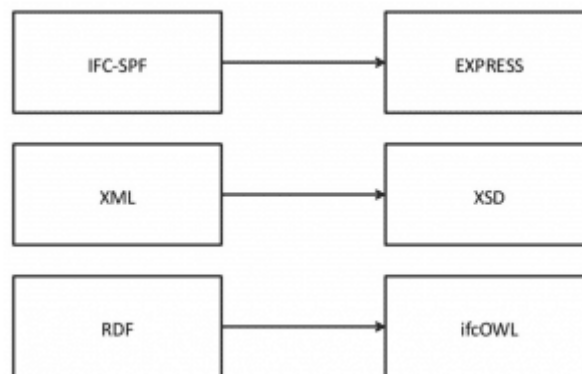 IFC-SPF
EXPRESS
XML
XSD
RDF
ifcOWL